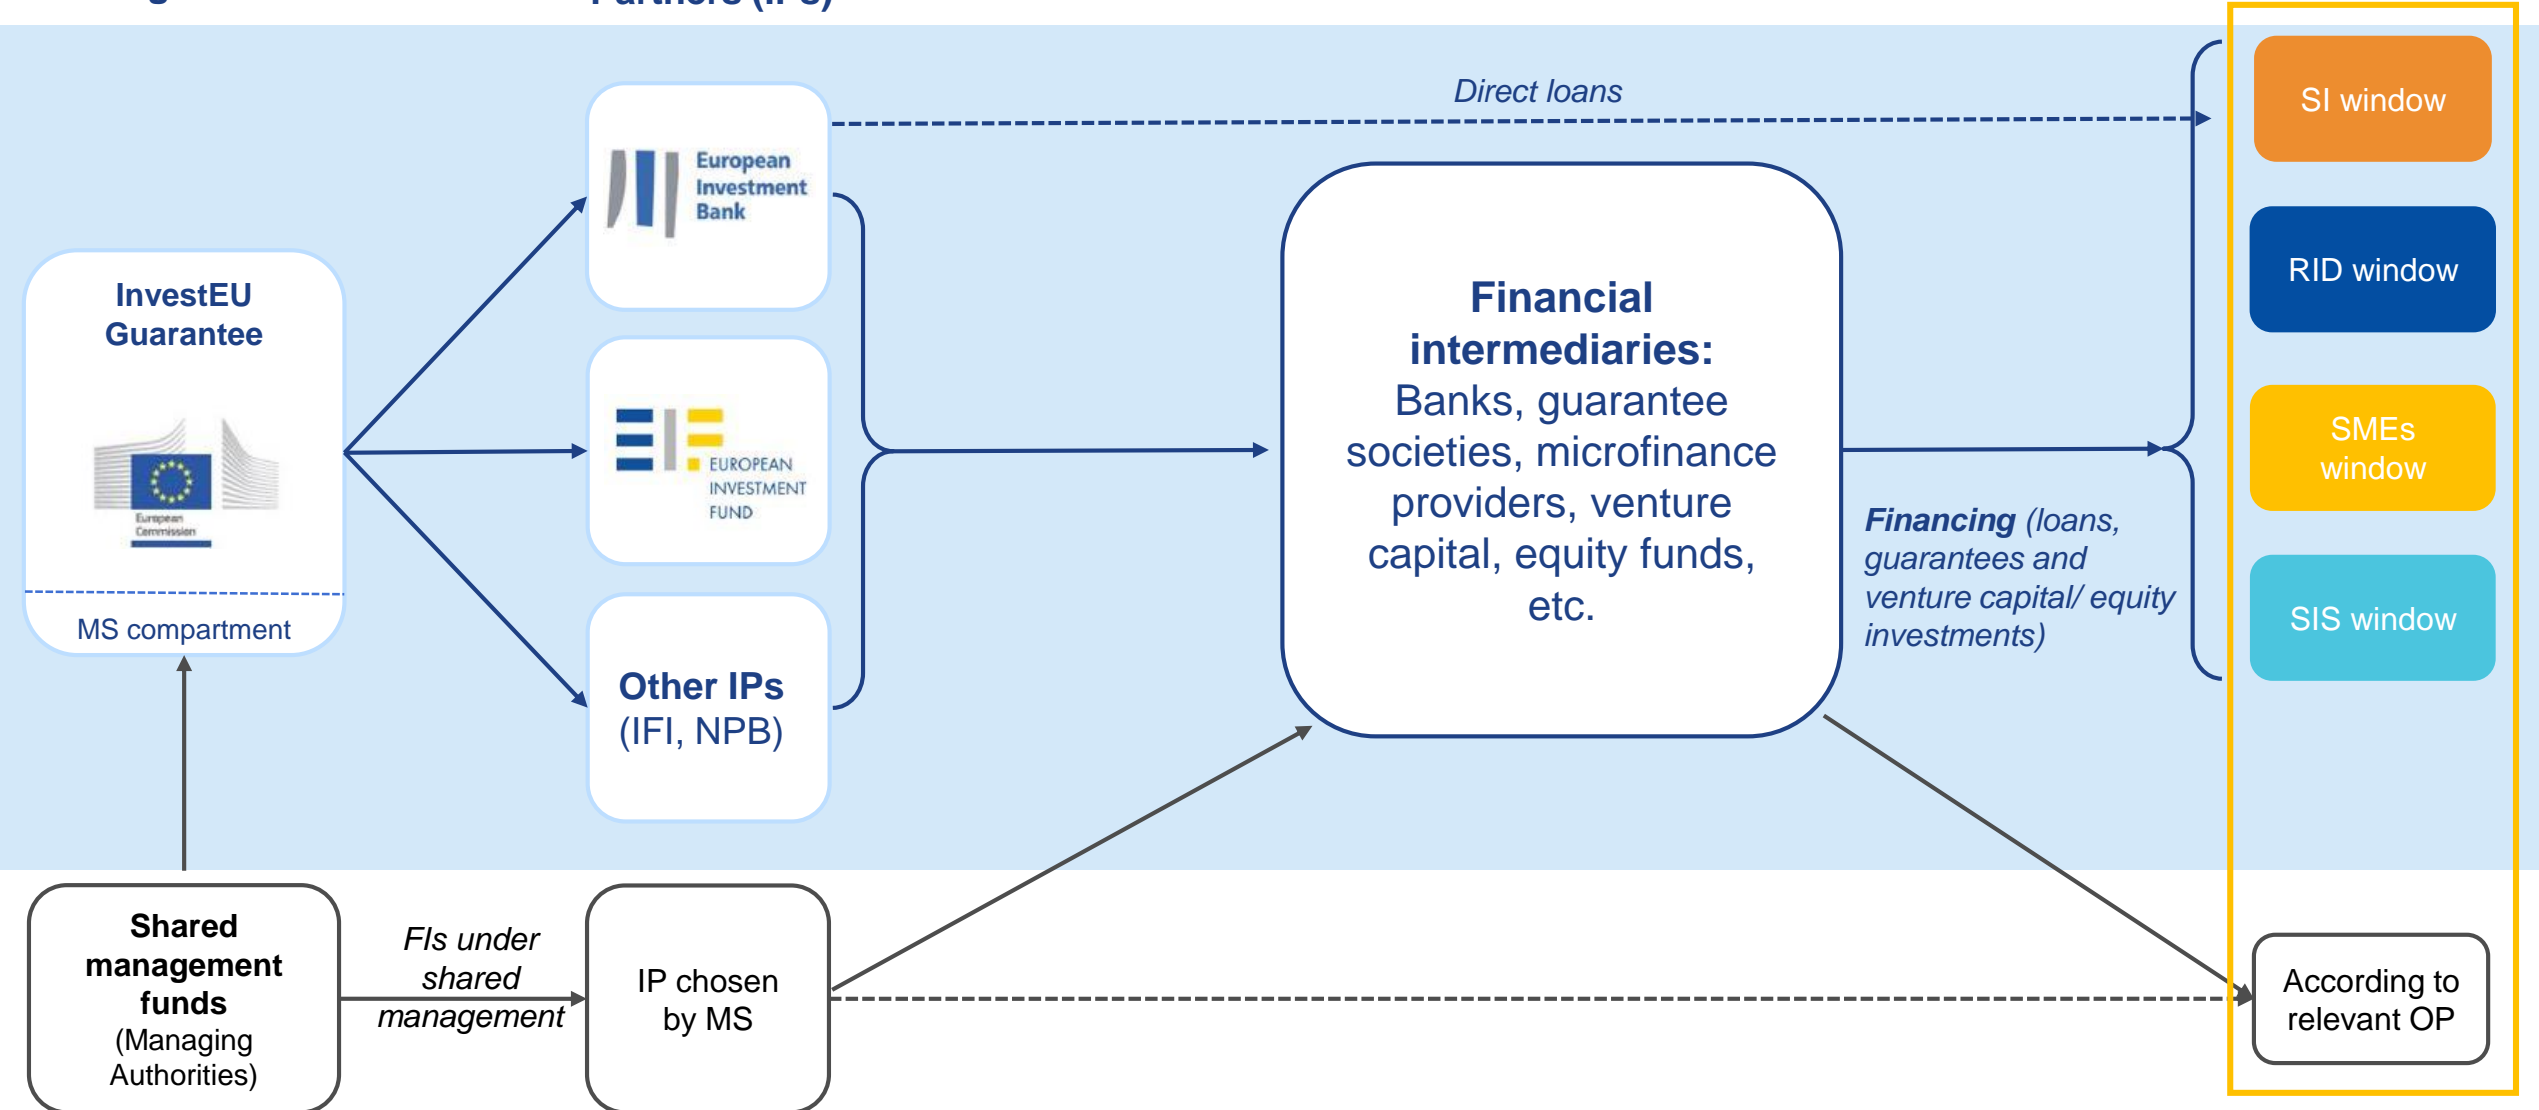 Partners (IPs)
Direct loans
SI window
RID window
SMEs
window
SIS window
InvestEU
Guarantee
European
Commission
MS compartment
European
Investment
Bank
EIF
EUROPEAN
INVESTMENT
FUND
Other IPs
(IFI, NPB)
Financial
intermediaries:
Banks, guarantee
societies, microfinance
providers, venture
capital, equity funds,
etc.
Financing (loans,
guarantees and
venture capital/ equity
investments)
Shared
management
funds
(Managing
Authorities)
FIs under
shared
management
IP chosen
by MS
According to
relevant OP